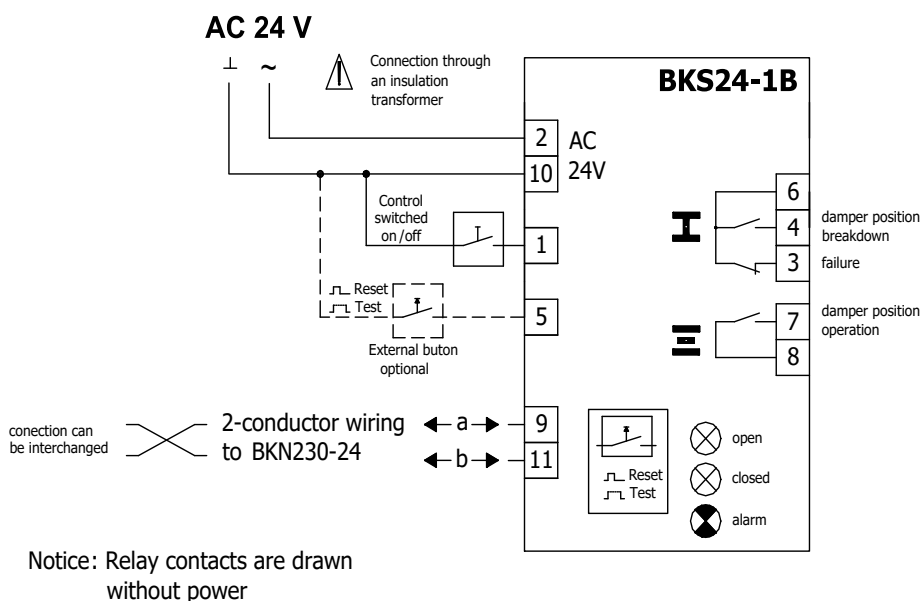 AC 24 V
⊥ ~
Connection through
an insulation
transformer
BKS24-1B
2
AC
10
24V
Control
switched
on/off
1
6
4
damper position
breakdown
3
failure
Reset
Test
5
External buton
optional
7
damper position
operation
8
conection can
be interchanged
2-conductor wiring
to BKN230-24
a
b
9
11
Reset
Test
open
closed
alarm
Notice: Relay contacts are drawn
without power